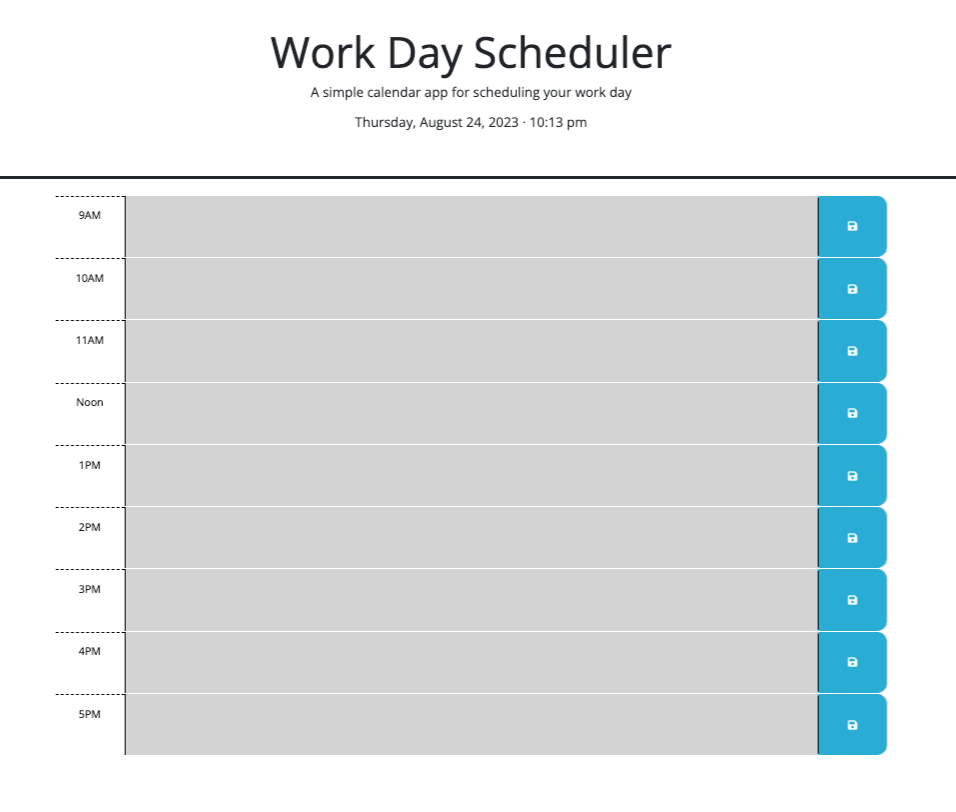 Work Day Scheduler
A simple calendar app for scheduling your work day
Thursday, August 24, 2023 · 10:13 pm
9AM
10AM
11AM
Noon
1PM
2PM
3PM
4PM
5PM